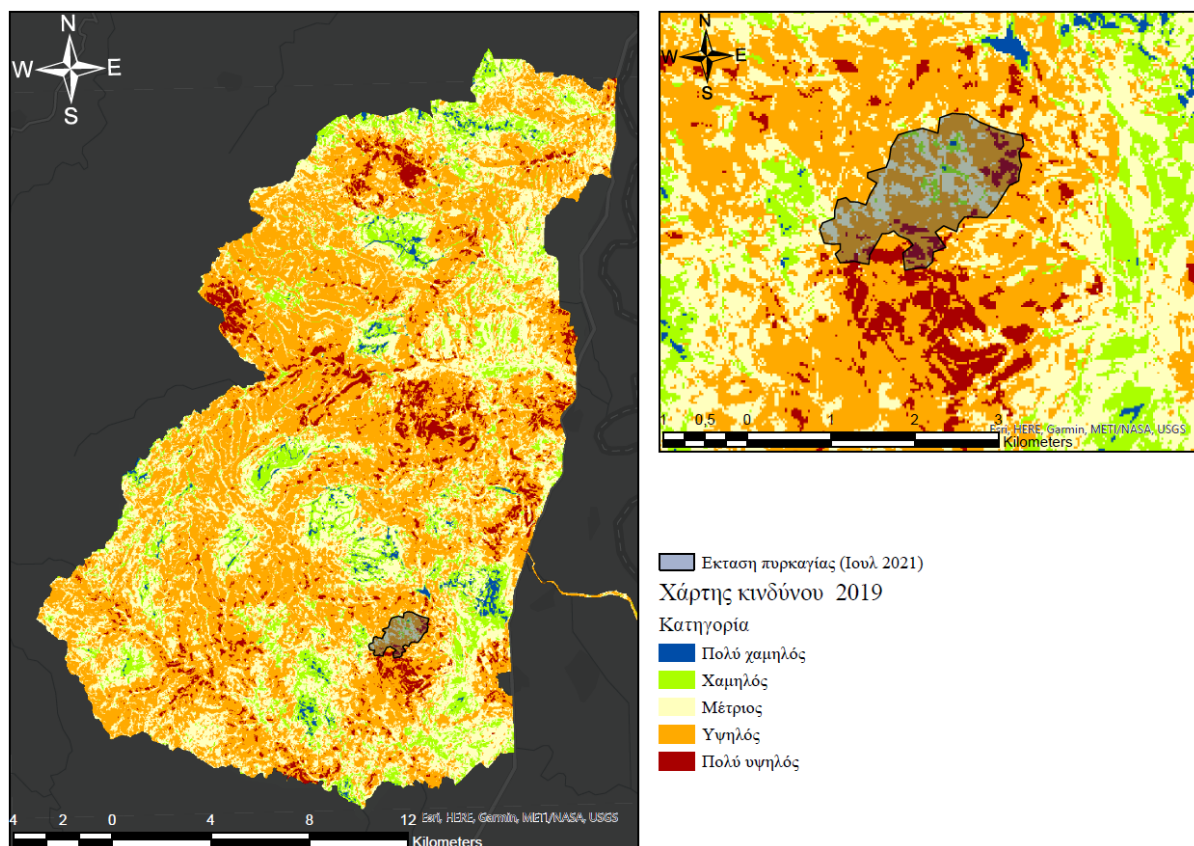 N
W E
S
4 2 0 4 8 12
Esri, HERE, Garmin, METI/NASA, USGS
Kilometers
N
W E
S
1 0,5 0 1 2 3
Esri, HERE, Garmin, METI/NASA, USGS
Kilometers
Εκταση πυρκαγίας (Ιουλ 2021)
Χάρτης κινδύνου 2019
Κατηγορία
Πολύ χαμηλός
Χαμηλός
Μέτριος
Υψηλός
Πολύ υψηλός